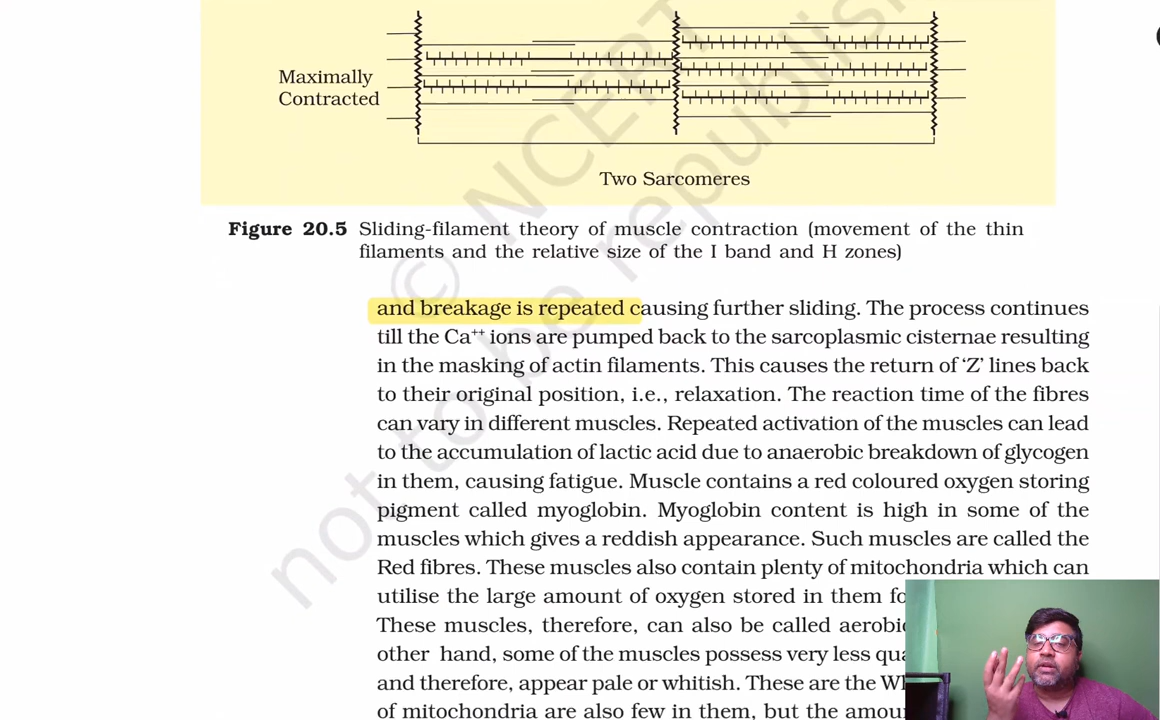 Maximally
Contracted
Two Sarcomeres
Figure 20.5 Sliding-filament theory of muscle contraction (movement of the thin
filaments and the relative size of the I band and H zones)
and breakage is repeated causing further sliding. The process continues
till the Ca⁺⁺ ions are pumped back to the sarcoplasmic cisternae resulting
in the masking of actin filaments. This causes the return of ‘Z’ lines back
to their original position, i.e., relaxation. The reaction time of the fibres
can vary in different muscles. Repeated activation of the muscles can lead
to the accumulation of lactic acid due to anaerobic breakdown of glycogen
in them, causing fatigue. Muscle contains a red coloured oxygen storing
pigment called myoglobin. Myoglobin content is high in some of the
muscles which gives a reddish appearance. Such muscles are called the
Red fibres. These muscles also contain plenty of mitochondria which can
utilise the large amount of oxygen stored in them
These muscles, therefore, can also be called
other hand, some of the muscles possess very less
and therefore, appear pale or whitish. These are the
of mitochondria are also few in them, but the
© NCERT
not to be republish